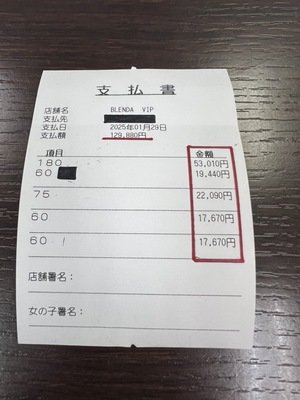 支 払 書
店舗名 BLENDA VIP
支払先
支払日 2025年01月29日
支払額 129,880円
項目 金額
180 53,010円
60 19,440円
75 22,090円
60 17,670円
60 17,670円
店舗署名:
女の子署名: